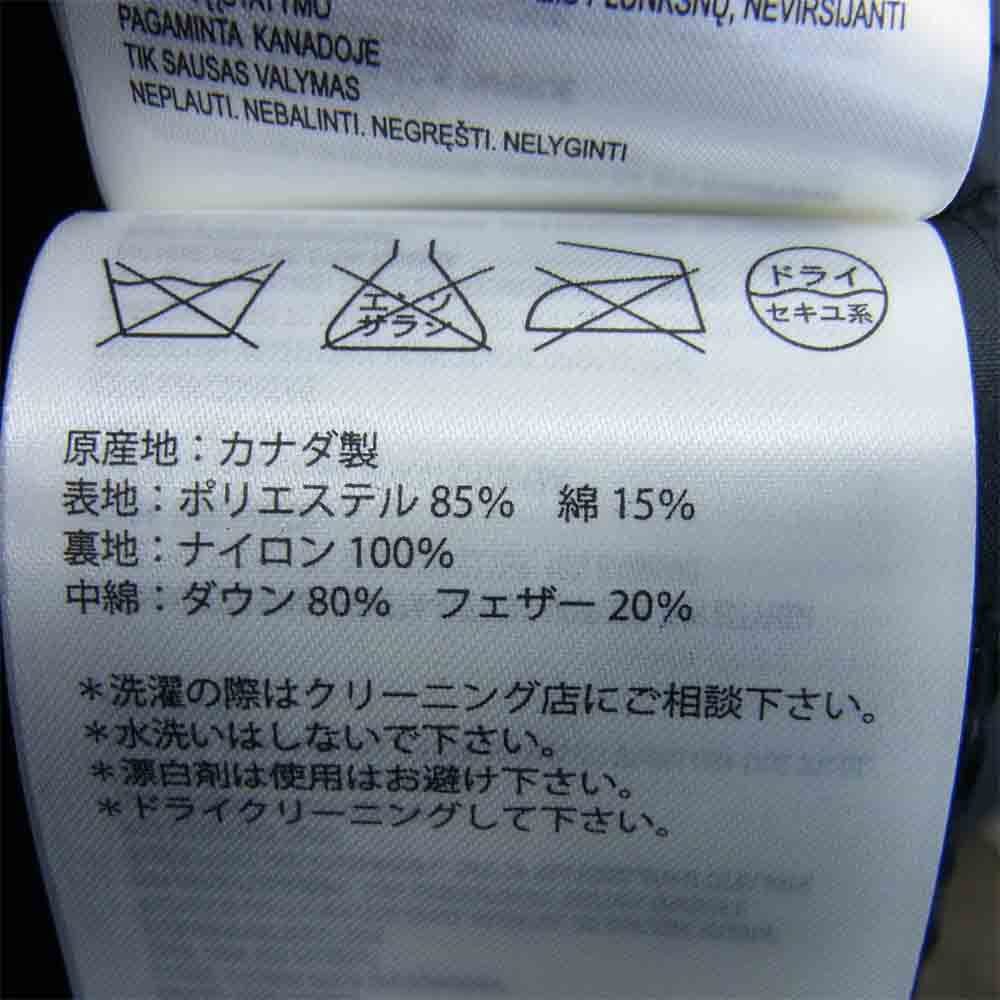 PLUNKSNŲ, NEVIRŠIJANTI
PAGAMINTA KANADOJE
TIK SAUSAS VALYMAS
NEPLAUTI. NEBALINTI. NEGRĘŠTI. NELYGINTI
エンソ
サラシ
ドライ
セキユ系
原産地：カナダ製
表地：ポリエステル 85%　綿 15%
裏地：ナイロン 100%
中綿：ダウン 80%　フェザー 20%
＊洗濯の際はクリーニング店にご相談下さい。
＊水洗いはしないで下さい。
＊漂白剤は使用はお避け下さい。
＊ドライクリーニングして下さい。